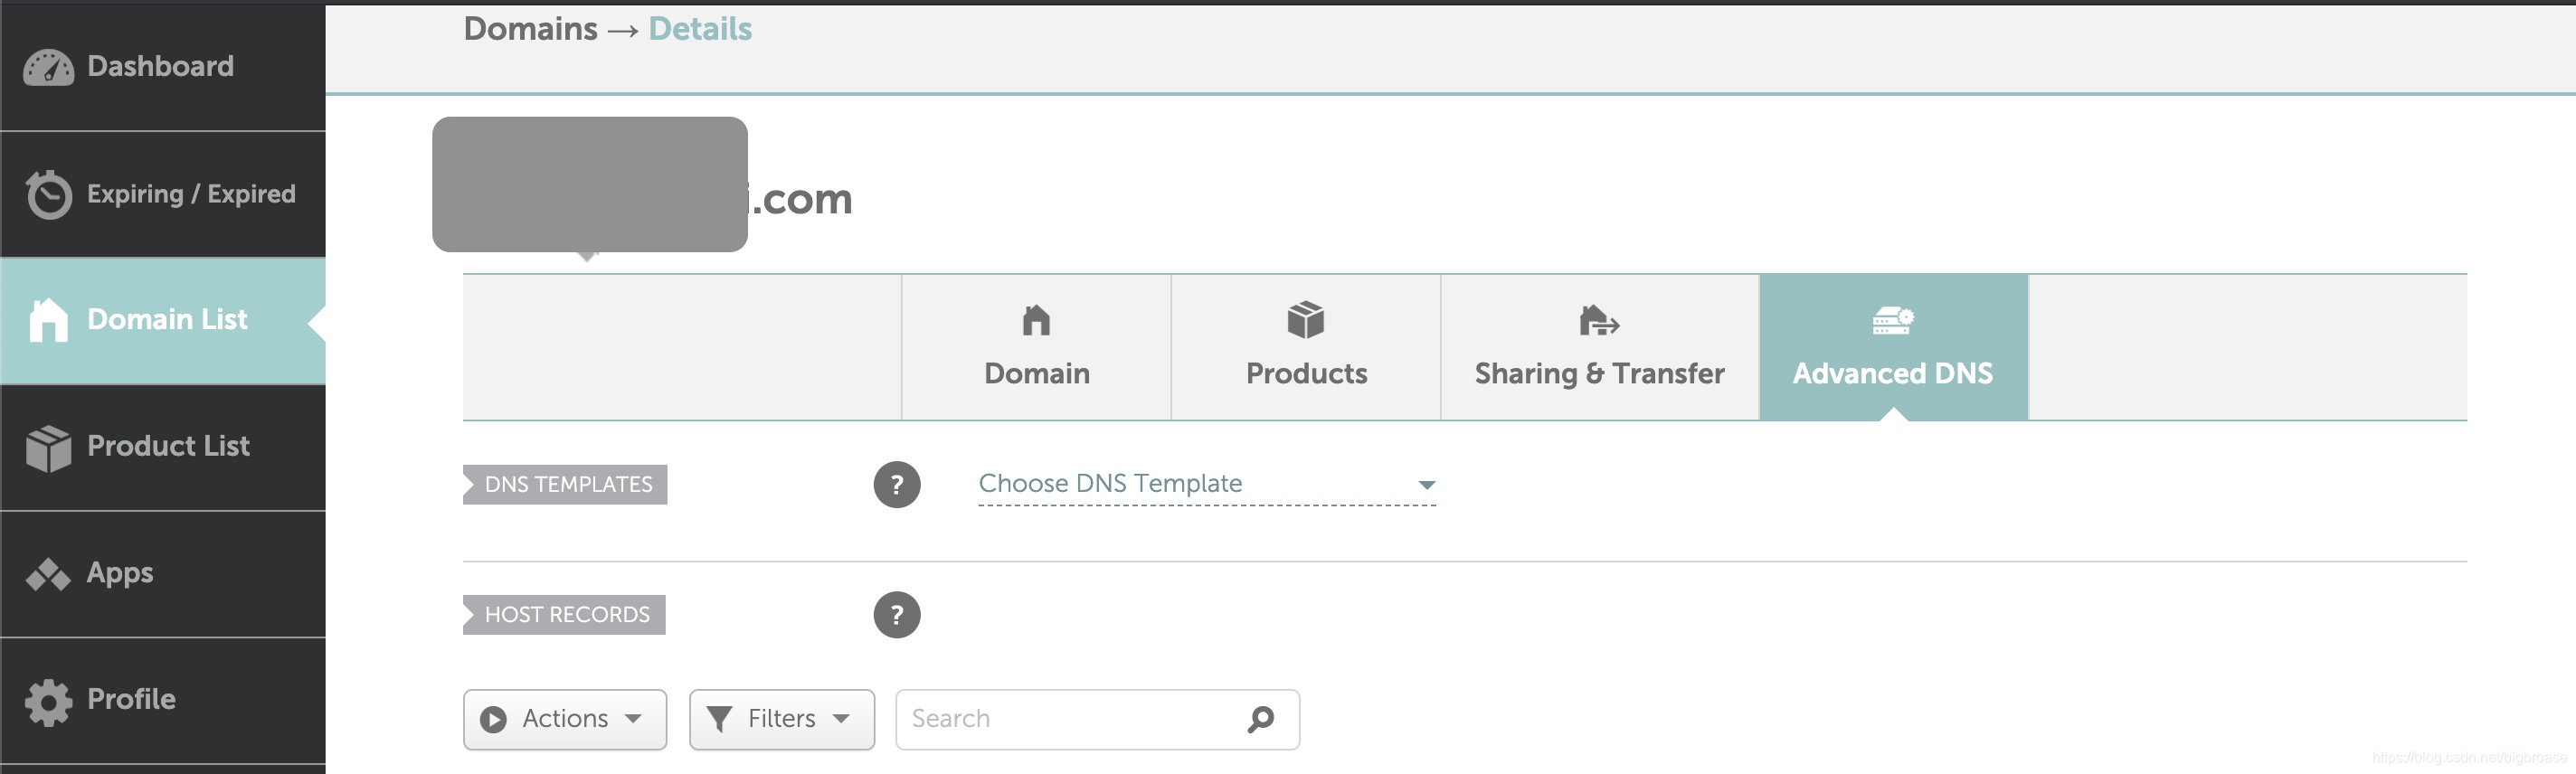 Domains → Details
Dashboard
Expiring / Expired
Domain List
Product List
Apps
Profile
i.com
Domain
Products
Sharing & Transfer
Advanced DNS
DNS TEMPLATES
?
Choose DNS Template
HOST RECORDS
?
Actions
Filters
Search
https://blog.csdn.net/bigbroase